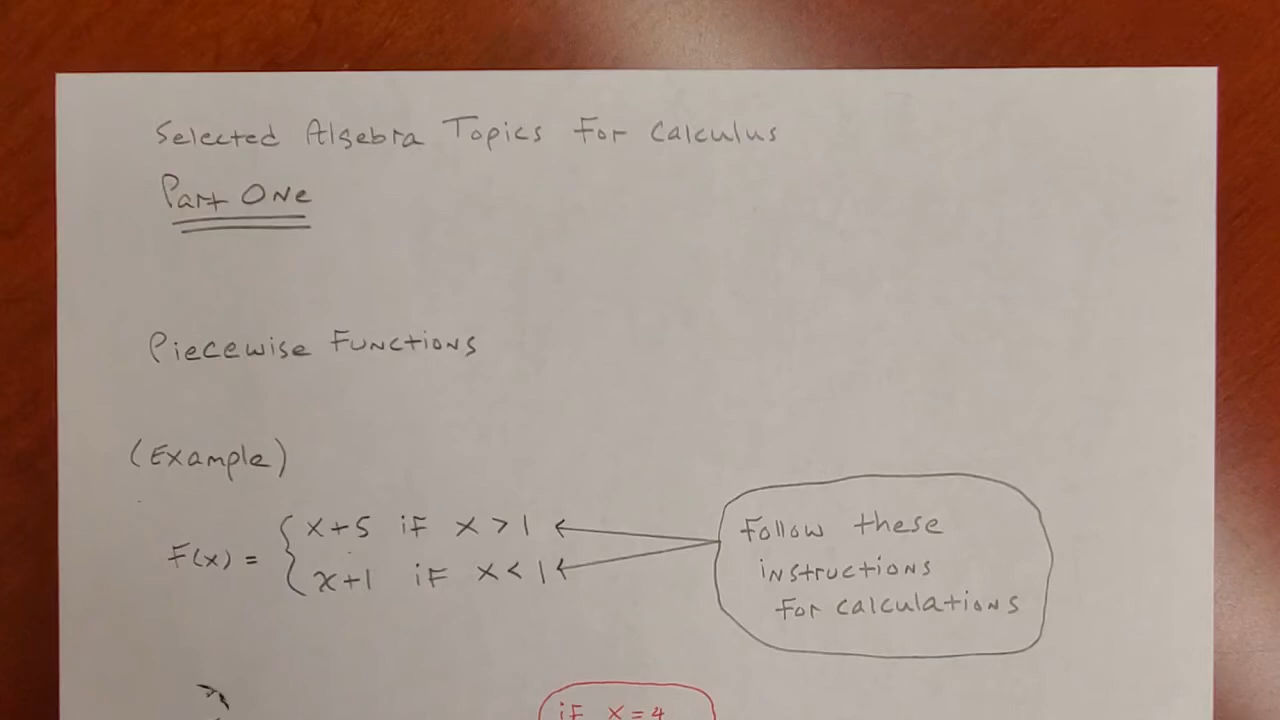 Selected Algebra Topics For Calculus
Part One
Piecewise Functions
(Example)
F(x) = { x+5 if x > 1
x+1 if x < 1
Follow these
instructions
For calculations
if x = 4